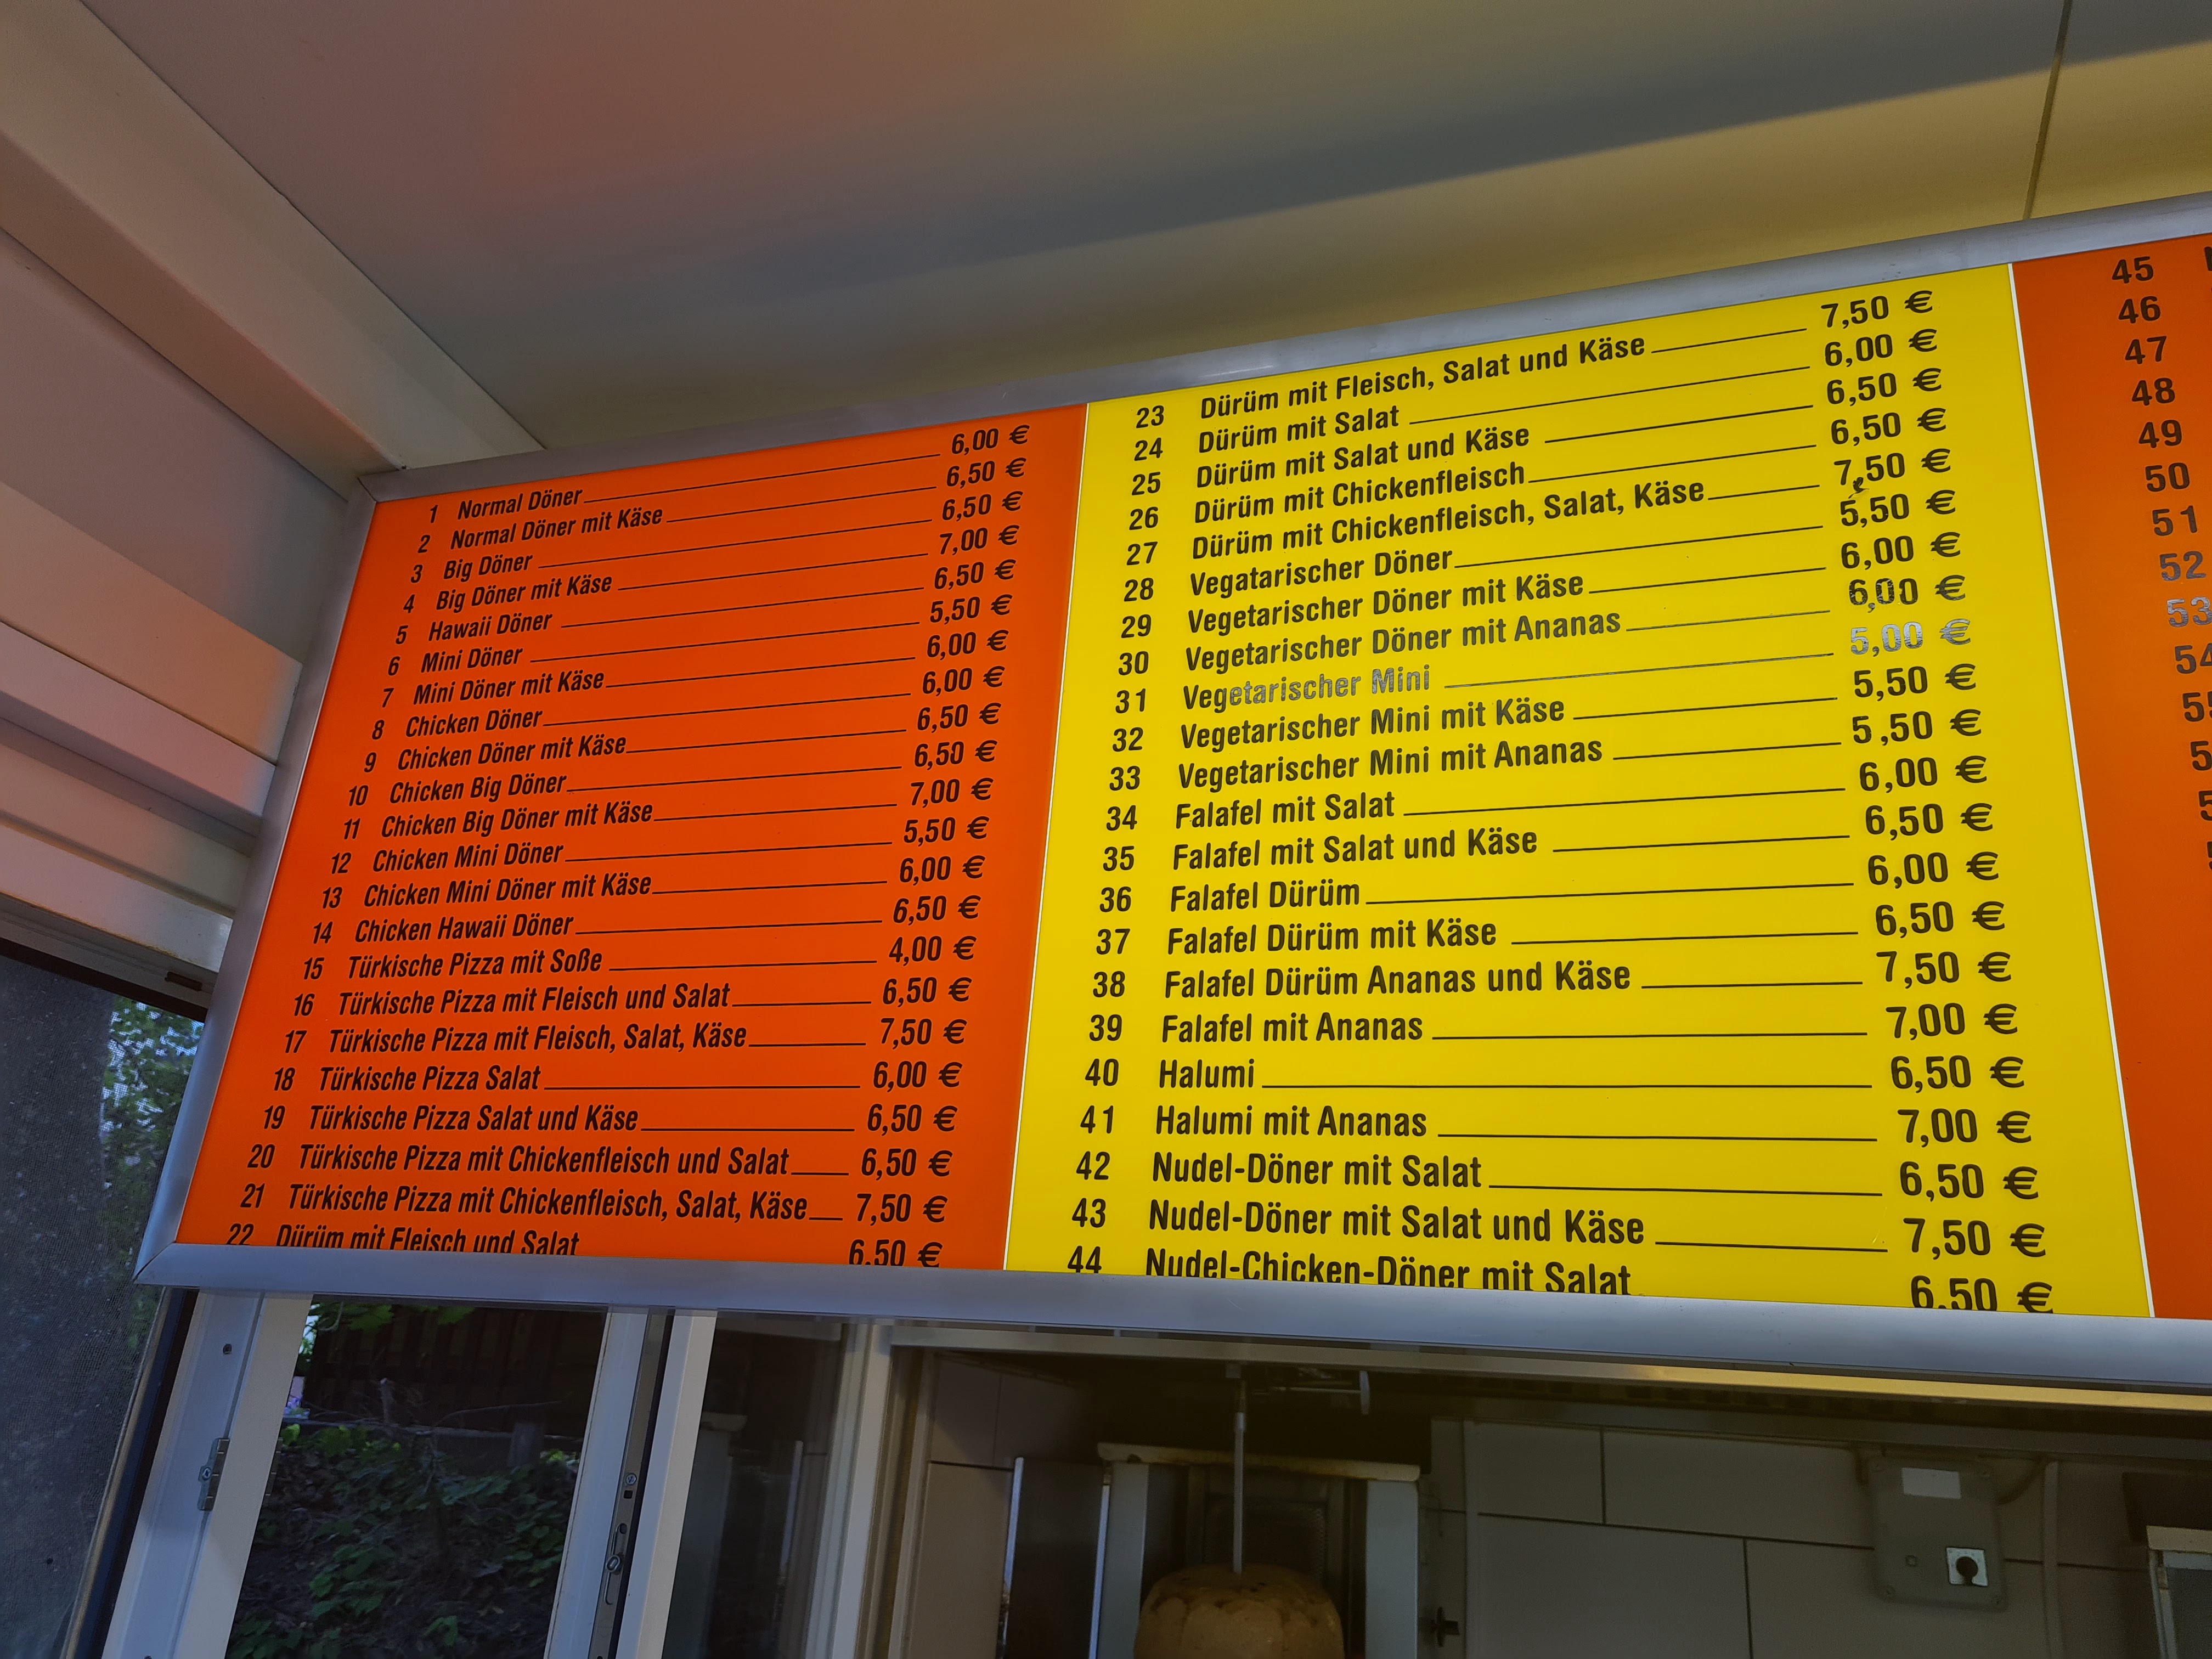 1 Normal Döner 6,00 €
2 Normal Döner mit Käse 6,50 €
3 Big Döner 6,50 €
4 Big Döner mit Käse 7,00 €
5 Hawaii Döner 6,50 €
6 Mini Döner 5,50 €
7 Mini Döner mit Käse 6,00 €
8 Chicken Döner 6,00 €
9 Chicken Döner mit Käse 6,50 €
10 Chicken Big Döner 6,50 €
11 Chicken Big Döner mit Käse 7,00 €
12 Chicken Mini Döner 5,50 €
13 Chicken Mini Döner mit Käse 6,00 €
14 Chicken Hawaii Döner 6,50 €
15 Türkische Pizza mit Soße 4,00 €
16 Türkische Pizza mit Fleisch und Salat 6,50 €
17 Türkische Pizza mit Fleisch, Salat, Käse 7,50 €
18 Türkische Pizza Salat 6,00 €
19 Türkische Pizza Salat und Käse 6,50 €
20 Türkische Pizza mit Chickenfleisch und Salat 6,50 €
21 Türkische Pizza mit Chickenfleisch, Salat, Käse 7,50 €
22 Dürüm mit Fleisch und Salat 6,50 €
23 Dürüm mit Fleisch, Salat und Käse 7,50 €
24 Dürüm mit Salat 6,00 €
25 Dürüm mit Salat und Käse 6,50 €
26 Dürüm mit Chickenfleisch 6,50 €
27 Dürüm mit Chickenfleisch, Salat, Käse 7,50 €
28 Vegatarischer Döner 5,50 €
29 Vegetarischer Döner mit Käse 6,00 €
30 Vegetarischer Döner mit Ananas 6,00 €
31 Vegetarischer Mini 5,00 €
32 Vegetarischer Mini mit Käse 5,50 €
33 Vegetarischer Mini mit Ananas 5,50 €
34 Falafel mit Salat 6,00 €
35 Falafel mit Salat und Käse 6,50 €
36 Falafel Dürüm 6,00 €
37 Falafel Dürüm mit Käse 6,50 €
38 Falafel Dürüm Ananas und Käse 7,50 €
39 Falafel mit Ananas 7,00 €
40 Halumi 6,50 €
41 Halumi mit Ananas 7,00 €
42 Nudel-Döner mit Salat 6,50 €
43 Nudel-Döner mit Salat und Käse 7,50 €
44 Nudel-Chicken-Döner mit Salat 6,50 €
45
46
47
48
49
50
51
52
53
54